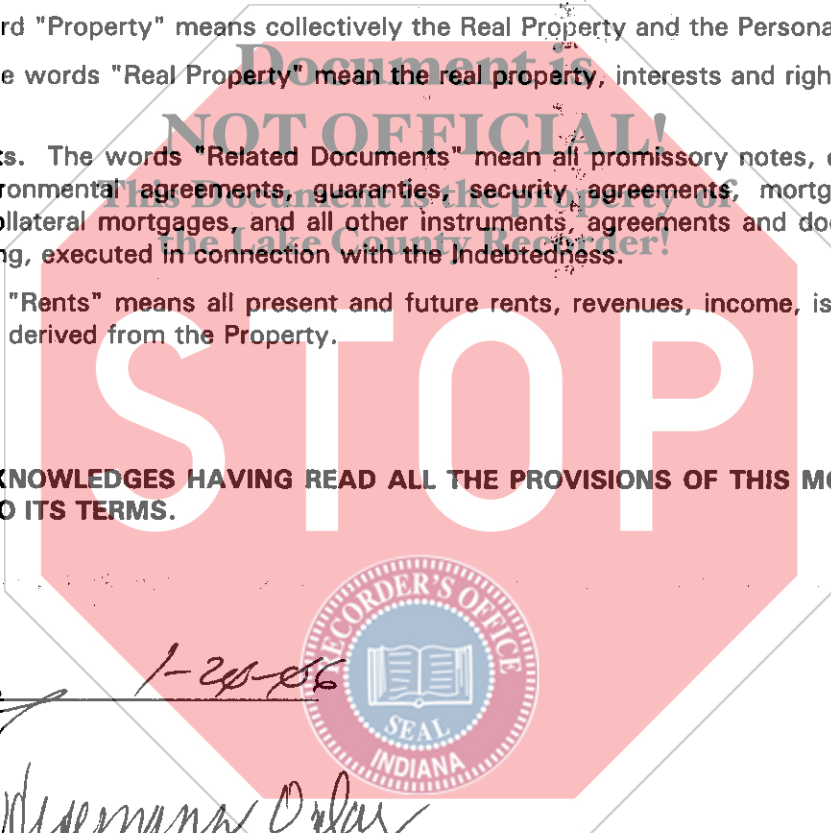 rd "Property" means collectively the Real Property and the Persona
e words "Real Property" mean the real property, interests and righ
Document is
NOT OFFICIAL!
This Document is the property of
the Lake County Recorder!
s. The words "Related Documents" mean all promissory notes,
ronmental agreements, guaranties, security agreements, mortg
ollateral mortgages, and all other instruments, agreements and do
ng, executed in connection with the Indebtedness.
"Rents" means all present and future rents, revenues, income, is
derived from the Property.
STOP
KNOWLEDGES HAVING READ ALL THE PROVISIONS OF THIS M
O ITS TERMS.
RECORDER'S OFFICE
SEAL
INDIANA